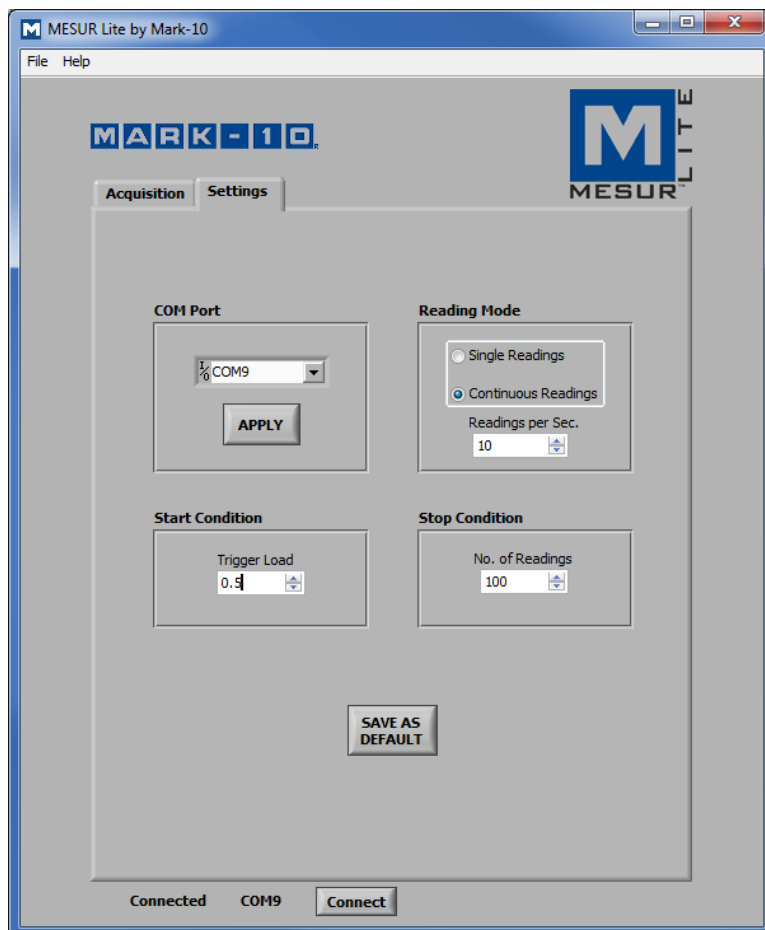 MESUR Lite by Mark-10
File Help
MARK-10
M
MESUR™
LITE
Acquisition Settings
COM Port
Reading Mode
I/O COM9
APPLY
Single Readings
Continuous Readings
Readings per Sec.
10
Start Condition
Stop Condition
Trigger Load
0.5
No. of Readings
100
SAVE AS
DEFAULT
Connected COM9 Connect